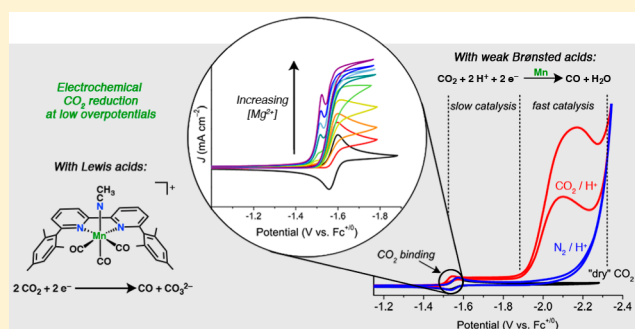 Electrochemical
CO2 reduction
at low overpotentials
With Lewis acids:
CH3
C
N
]+
N
N
Mn
OC
CO
CO
2 CO2 + 2 e– → CO + CO3 2–
Increasing
[Mg2+]
J (mA cm−2)
-1.2 -1.4 -1.6 -1.8
Potential (V vs. Fc+/0)
With weak Brønsted acids:
Mn
CO2 + 2 H+ + 2 e– → CO + H2O
slow catalysis
fast catalysis
CO2 / H+
N2 / H+
"dry" CO2
CO2 binding
-1.2 -1.4 -1.6 -1.8 -2.0 -2.2 -2.4
Potential (V vs. Fc+/0)